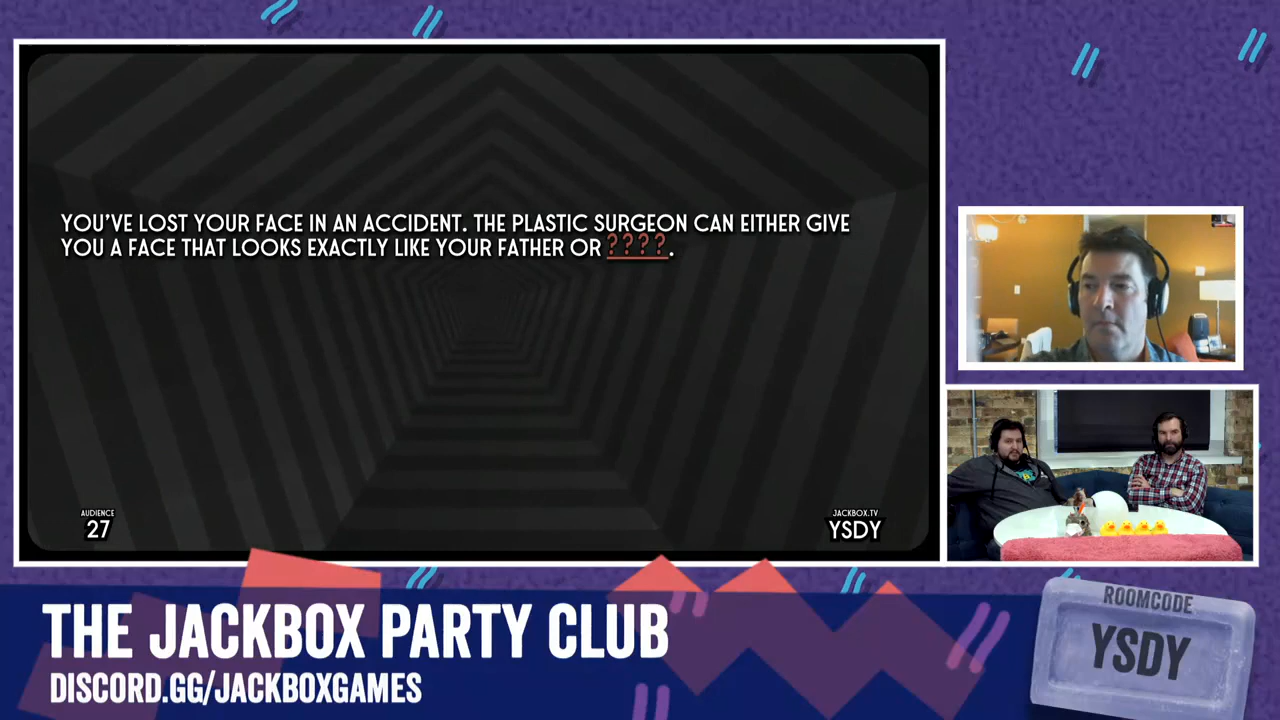 YOU'VE LOST YOUR FACE IN AN ACCIDENT. THE PLASTIC SURGEON CAN EITHER GIVE
YOU A FACE THAT LOOKS EXACTLY LIKE YOUR FATHER OR ????.
AUDIENCE
27
JACKBOX.TV
YSDY
THE JACKBOX PARTY CLUB
DISCORD.GG/JACKBOXGAMES
ROOMCODE
YSDY